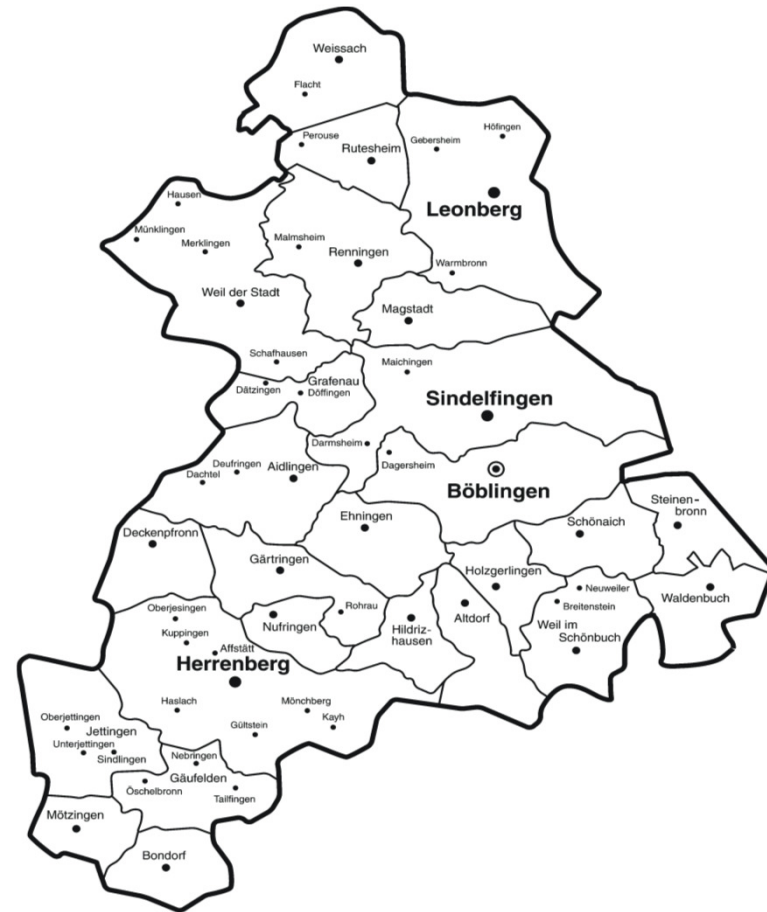 Weissach
Flacht
Perouse
Rutesheim
Gebersheim
Höfingen
Leonberg
Hausen
Münklingen
Merklingen
Malmsheim
Renningen
Warmbronn
Weil der Stadt
Magstadt
Schafhausen
Maichingen
Grafenau
Dätzingen
Döffingen
Sindelfingen
Darmsheim
Dagersheim
Deufringen
Dachtel
Aidlingen
Böblingen
Steinen-
bronn
Ehningen
Schönaich
Deckenpfronn
Gärtringen
Holzgerlingen
Neuweiler
Waldenbuch
Breitenstein
Oberjesingen
Rohrau
Nufringen
Altdorf
Hildriz-
hausen
Weil im
Schönbuch
Kuppingen
Affstätt
Herrenberg
Haslach
Mönchberg
Kayh
Gültstein
Oberjettingen
Jettingen
Unterjettingen
Sindlingen
Nebringen
Gäufelden
Öschelbronn
Tailfingen
Mötzingen
Bondorf